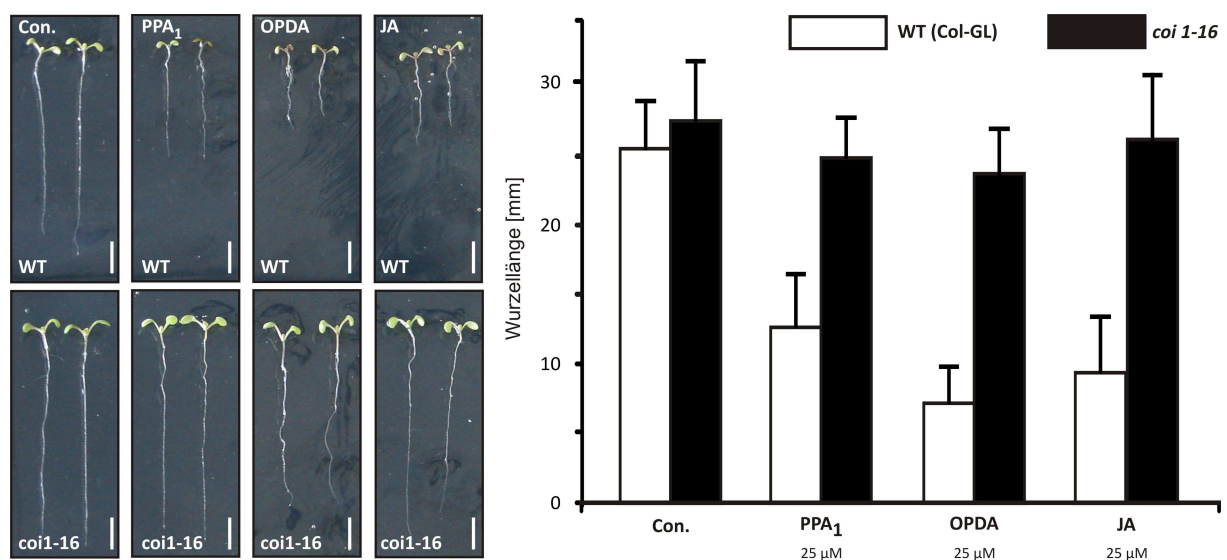 Con.
PPA1
OPDA
JA
WT
WT
WT
WT
coi1-16
coi1-16
coi1-16
coi1-16
WT (Col-GL)
coi 1-16
Wurzellänge [mm]
30
20
10
0
Con.
PPA1
OPDA
JA
25 µM
25 µM
25 µM